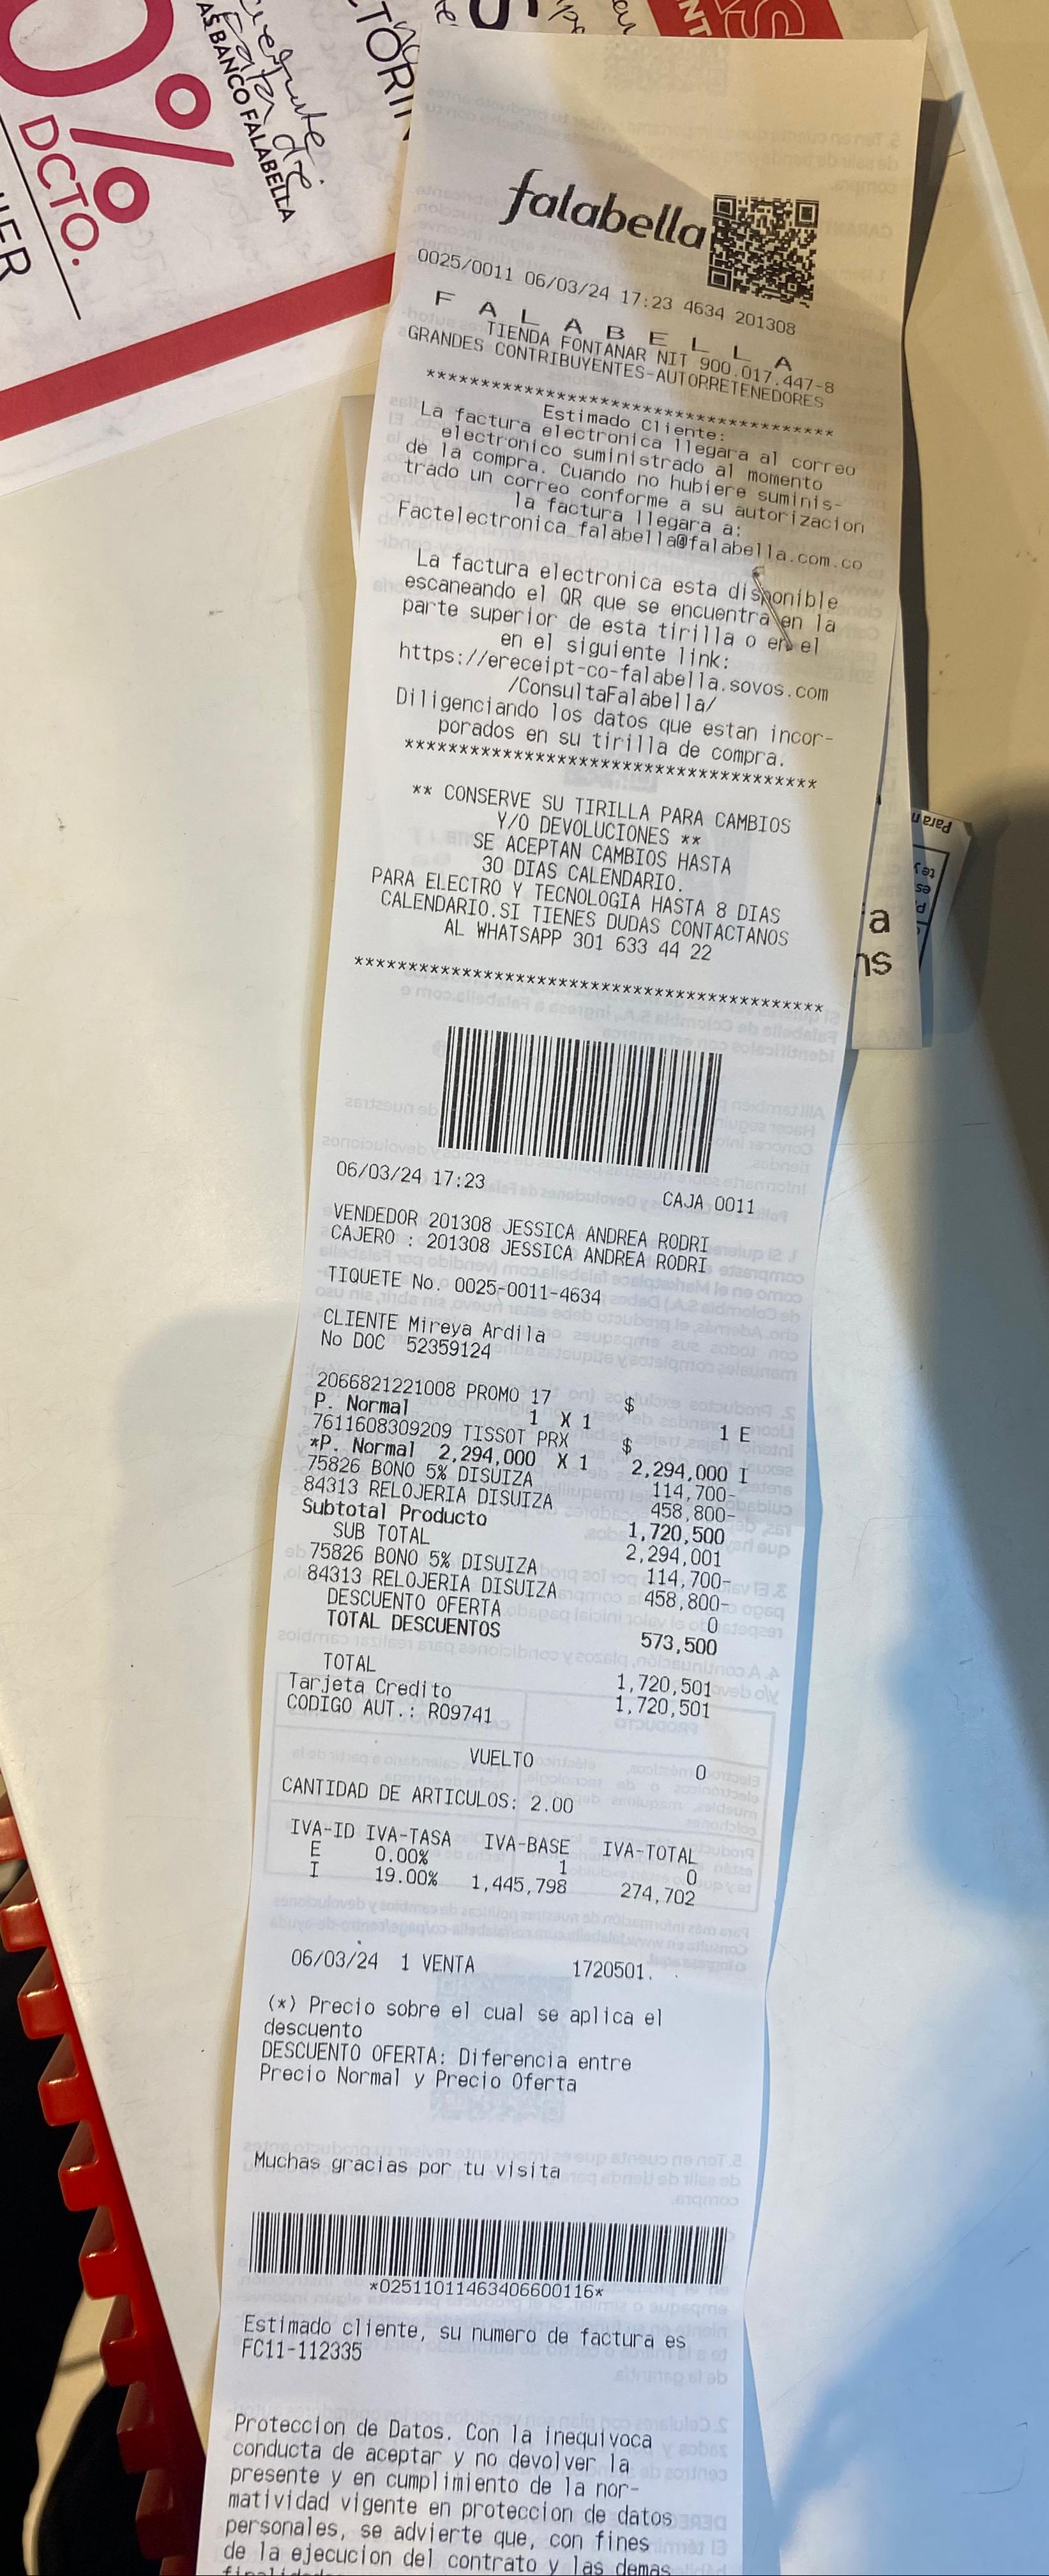 0%
DCTO.
AS BANCO FALABELLA
falabella
0025/0011 06/03/24 17:23 4634 201308
F A L A B E L L A
TIENDA FONTANAR NIT 900.017.447-8
GRANDES CONTRIBUYENTES-AUTORRETENEDORES
**************************************
Estimado Cliente:
La factura electronica llegara al correo
electronico suministrado al momento
de la compra. Cuando no hubiere suminis-
trado un correo conforme a su autorizacion
la factura llegara a:
Factelectronica_falabella@falabella.com.co
La factura electronica esta disponible
escaneando el QR que se encuentra en la
parte superior de esta tirilla o en el
en el siguiente link:
https://ereceipt-co-falabella.sovos.com
/ConsultaFalabella/
Diligenciando los datos que estan incor-
porados en su tirilla de compra.
**************************************
** CONSERVE SU TIRILLA PARA CAMBIOS
Y/O DEVOLUCIONES **
SE ACEPTAN CAMBIOS HASTA
30 DIAS CALENDARIO.
PARA ELECTRO Y TECNOLOGIA HASTA 8 DIAS
CALENDARIO.SI TIENES DUDAS CONTACTANOS
AL WHATSAPP 301 633 44 22
********************************************
06/03/24 17:23 CAJA 0011
VENDEDOR 201308 JESSICA ANDREA RODRI
CAJERO : 201308 JESSICA ANDREA RODRI
TIQUETE No. 0025-0011-4634
CLIENTE Mireya Ardila
No DOC 52359124
2066821221008 PROMO 17 $
P. Normal 1 X 1 1 E
7611608309209 TISSOT PRX $
*P. Normal 2,294,000 X 1 2,294,000 I
75826 BONO 5% DISUIZA 114,700-
84313 RELOJERIA DISUIZA 458,800-
Subtotal Producto 1,720,500
SUB TOTAL 2,294,001
75826 BONO 5% DISUIZA 114,700-
84313 RELOJERIA DISUIZA 458,800-
DESCUENTO OFERTA 0
TOTAL DESCUENTOS 573,500
TOTAL 1,720,501
Tarjeta Credito 1,720,501
CODIGO AUT.: R09741
VUELTO 0
CANTIDAD DE ARTICULOS: 2.00
IVA-ID IVA-TASA IVA-BASE IVA-TOTAL
E 0.00% 1 0
I 19.00% 1,445,798 274,702
06/03/24 1 VENTA 1720501.
(*) Precio sobre el cual se aplica el
descuento
DESCUENTO OFERTA: Diferencia entre
Precio Normal y Precio Oferta
Muchas gracias por tu visita
*02511011463406600116*
Estimado cliente, su numero de factura es
FC11-112335
Proteccion de Datos. Con la inequivoca
conducta de aceptar y no devolver la
presente y en cumplimiento de la nor-
matividad vigente en proteccion de datos
personales, se advierte que, con fines
de la ejecucion del contrato y las demas